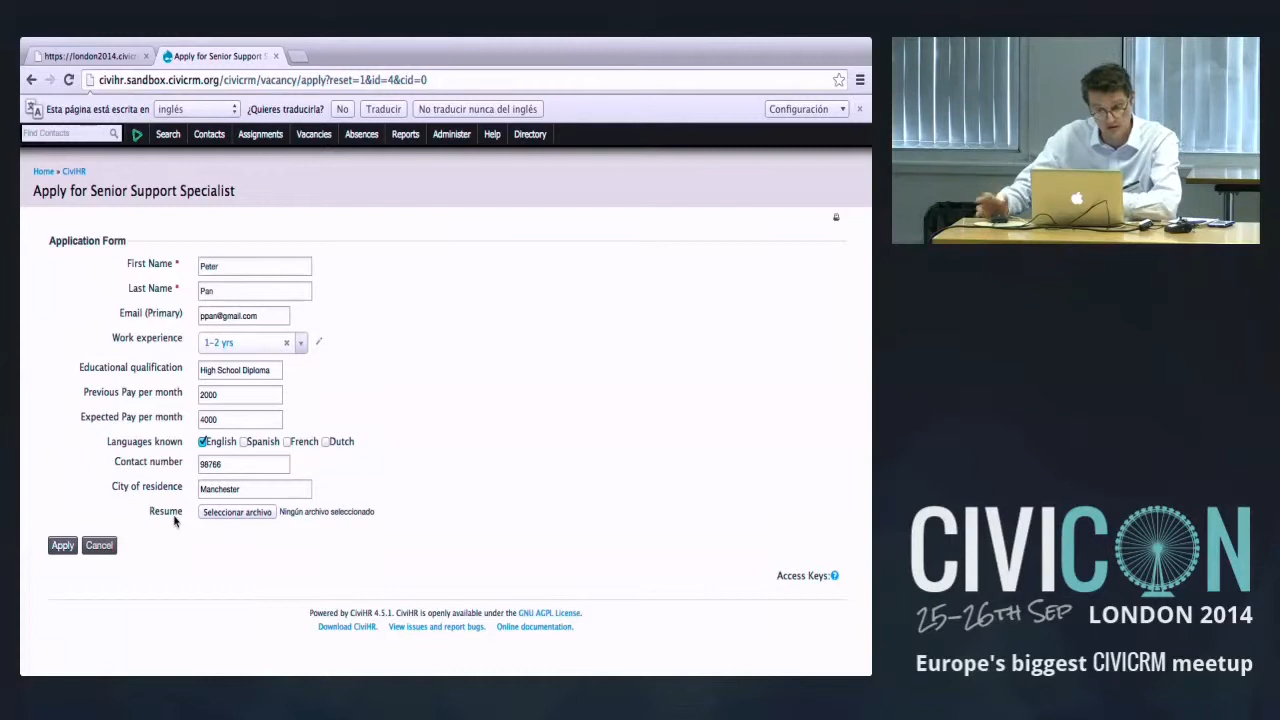 https://london2014.civicr
Apply for Senior Support S
civihr.sandbox.civicrm.org/civicrm/vacancy/apply?reset=1&id=4&cid=0
Esta página está escrita en inglés ¿Quieres traducirla? No Traducir No traducir nunca del inglés Configuración
Find Contacts Search Contacts Assignments Vacancies Absences Reports Administer Help Directory
Home » CiviHR
Apply for Senior Support Specialist
Application Form
First Name * Peter
Last Name * Pan
Email (Primary) ppan@gmail.com
Work experience 1-2 yrs
Educational qualification High School Diploma
Previous Pay per month 2000
Expected Pay per month 4000
Languages known English Spanish French Dutch
Contact number 98766
City of residence Manchester
Resume Seleccionar archivo Ningún archivo seleccionado
Apply Cancel
Access Keys:
Powered by CiviHR 4.5.1. CiviHR is openly available under the GNU AGPL License.
Download CiviHR. View issues and report bugs. Online documentation.
CIVICON
25-26TH SEP LONDON 2014
Europe's biggest CIVICRM meetup